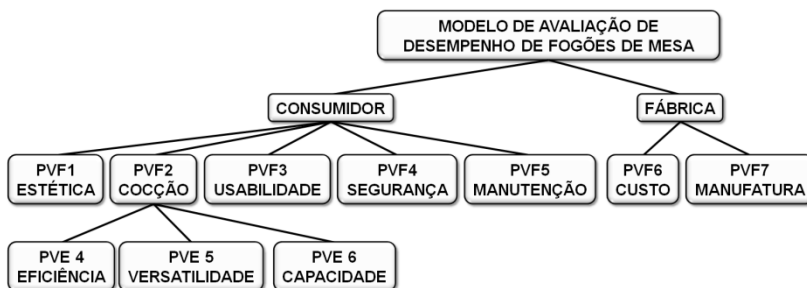 MODELO DE AVALIAÇÃO DE
DESEMPENHO DE FOGÕES DE MESA
CONSUMIDOR
FÁBRICA
PVF1
ESTÉTICA
PVF2
COCÇÃO
PVF3
USABILIDADE
PVF4
SEGURANÇA
PVF5
MANUTENÇÃO
PVF6
CUSTO
PVF7
MANUFATURA
PVE 4
EFICIÊNCIA
PVE 5
VERSATILIDADE
PVE 6
CAPACIDADE